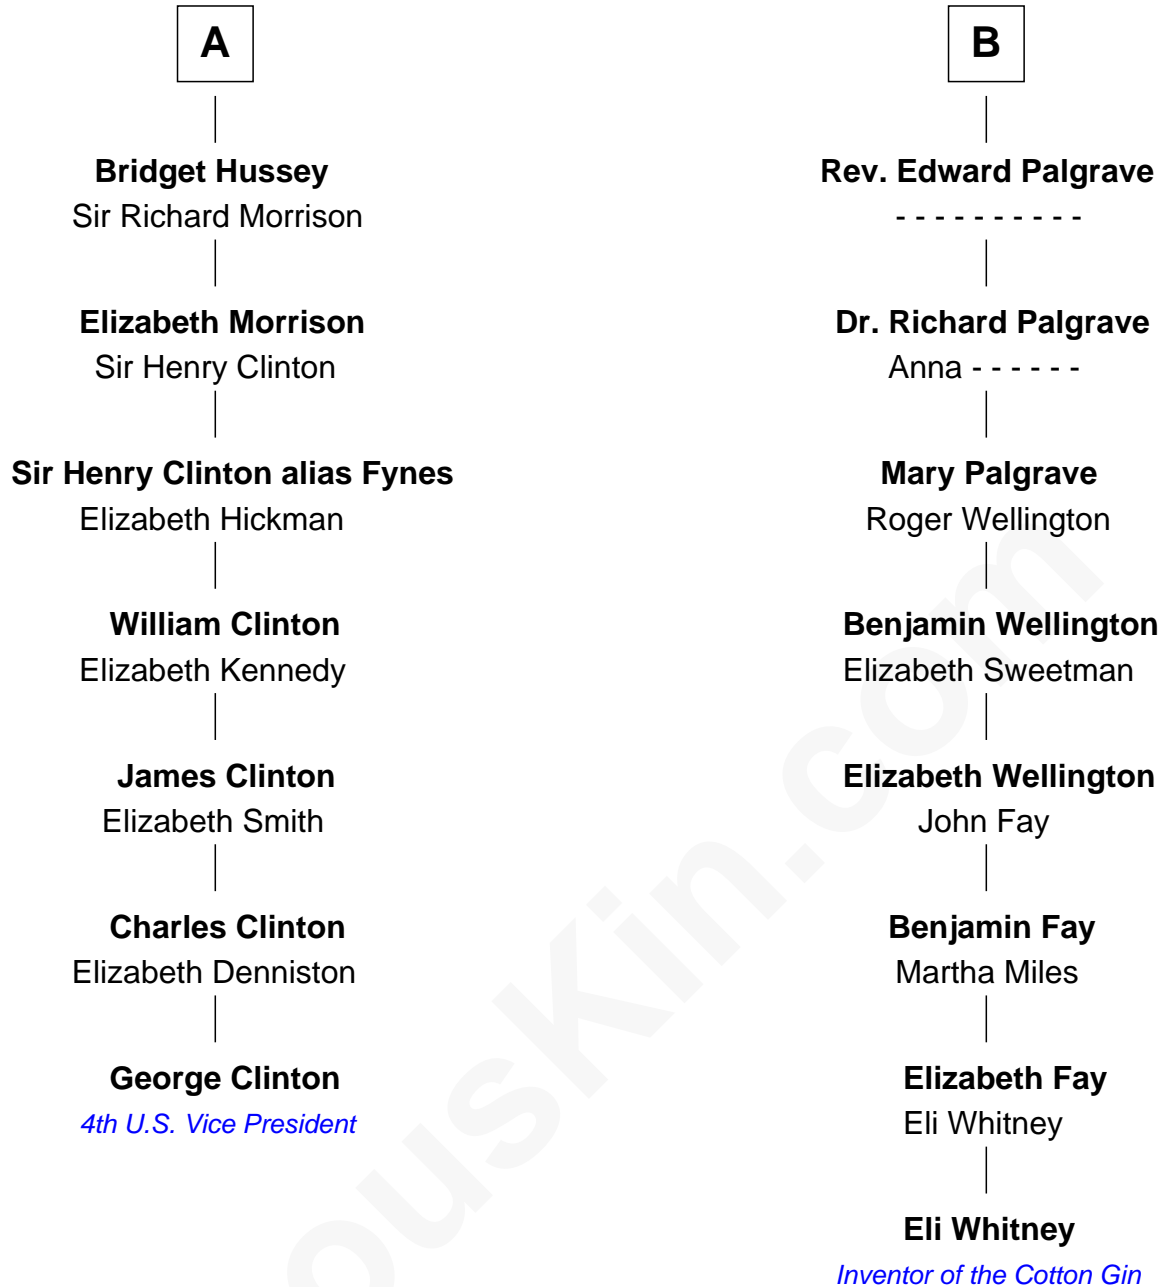 A
Bridget Hussey
Sir Richard Morrison
Elizabeth Morrison
Sir Henry Clinton
Sir Henry Clinton alias Fynes
Elizabeth Hickman
William Clinton
Elizabeth Kennedy
James Clinton
Elizabeth Smith
Charles Clinton
Elizabeth Denniston
George Clinton
4th U.S. Vice President
B
Rev. Edward Palgrave
- - - - - - - - - -
Dr. Richard Palgrave
Anna - - - - - -
Mary Palgrave
Roger Wellington
Benjamin Wellington
Elizabeth Sweetman
Elizabeth Wellington
John Fay
Benjamin Fay
Martha Miles
Elizabeth Fay
Eli Whitney
Eli Whitney
Inventor of the Cotton Gin
ousKin.com